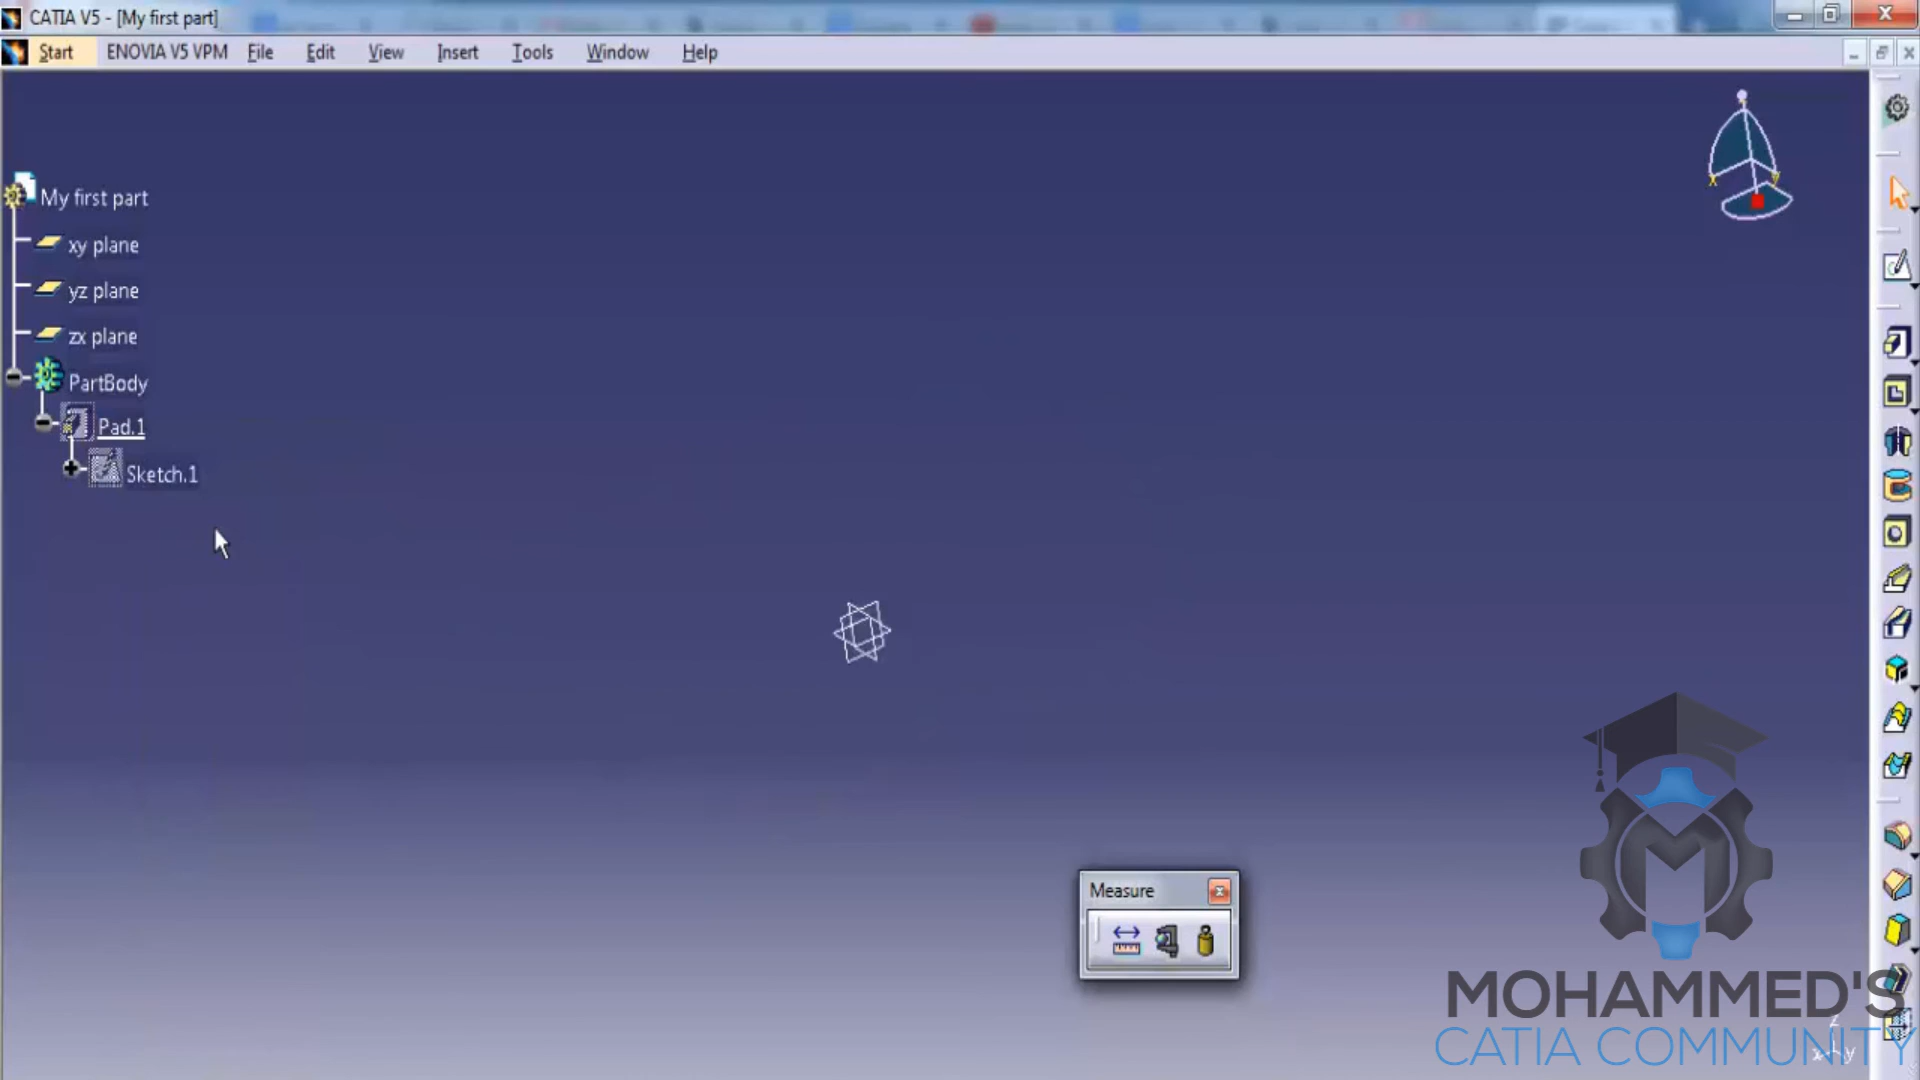 CATIA V5 - [My first part]
Start ENOVIA V5 VPM File Edit View Insert Tools Window Help
My first part
xy plane
yz plane
zx plane
PartBody
Pad.1
Sketch.1
Measure
MOHAMMED'S
CATIA COMMUNITY
z
x y